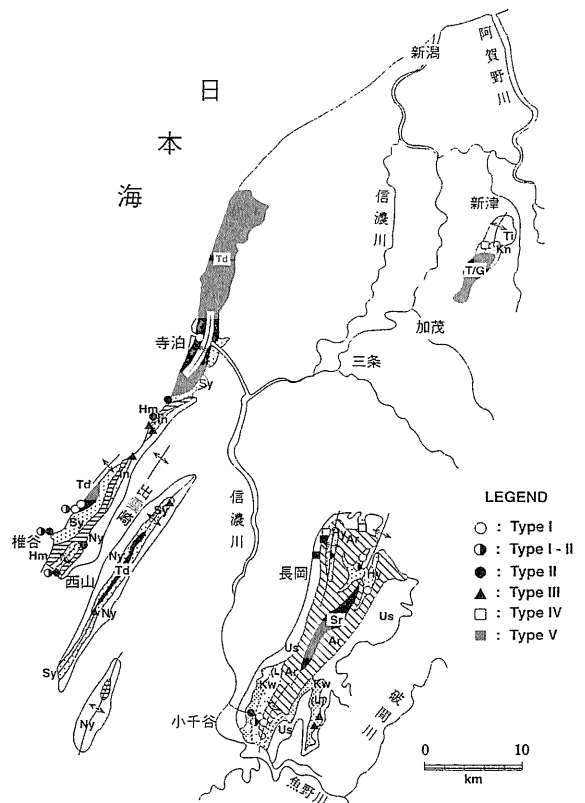 新潟
阿賀野川
日本海
信濃川
新津
Ti
Kn
T/G
Td
寺泊
加茂
三条
Sy
Hm
In
In
Td
Sy
椎谷
Ny
Hm
西山
Sy
Ny
Td
Ny
Sy
Ny
信濃川
長岡
Ar
Sr
Us
Ar
Us
(L)Ar
Kw
Kw
Us
小千谷
破間川
魚野川
LEGEND
○ : Type I
◑ : Type I - II
● : Type II
▲ : Type III
□ : Type IV
■ : Type V
0 10
km